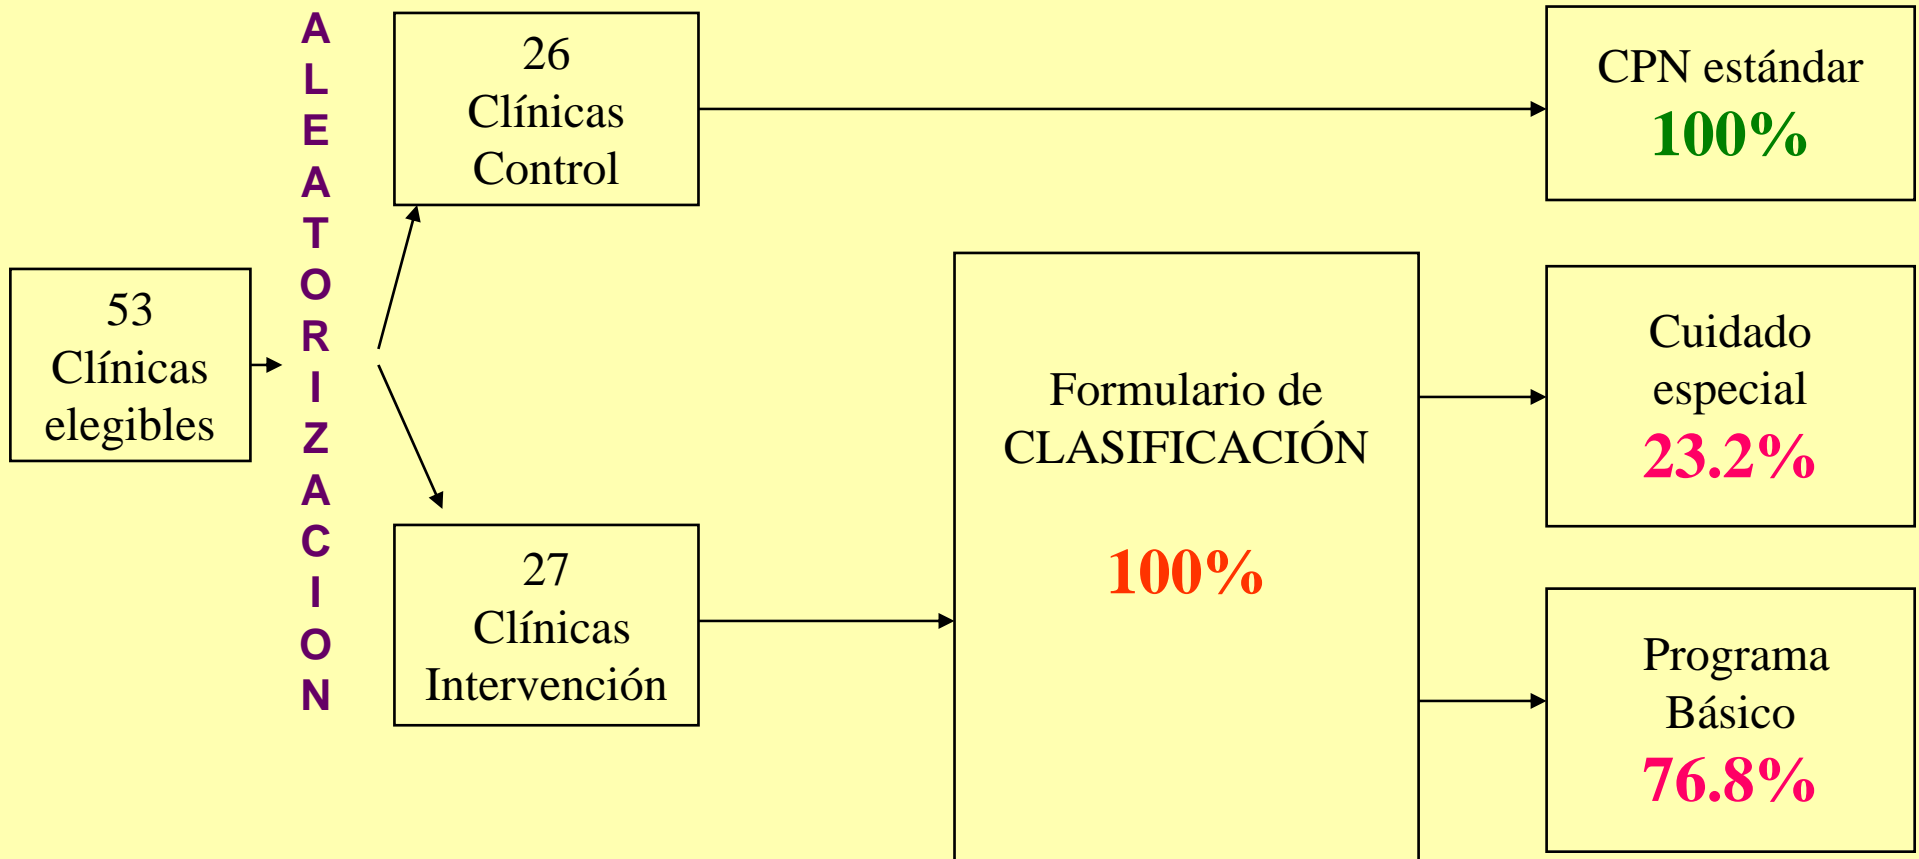 53
Clínicas
elegibles
ALEATORIZACION
26
Clínicas
Control
27
Clínicas
Intervención
Formulario de
CLASIFICACIÓN
100%
CPN estándar
100%
Cuidado
especial
23.2%
Programa
Básico
76.8%